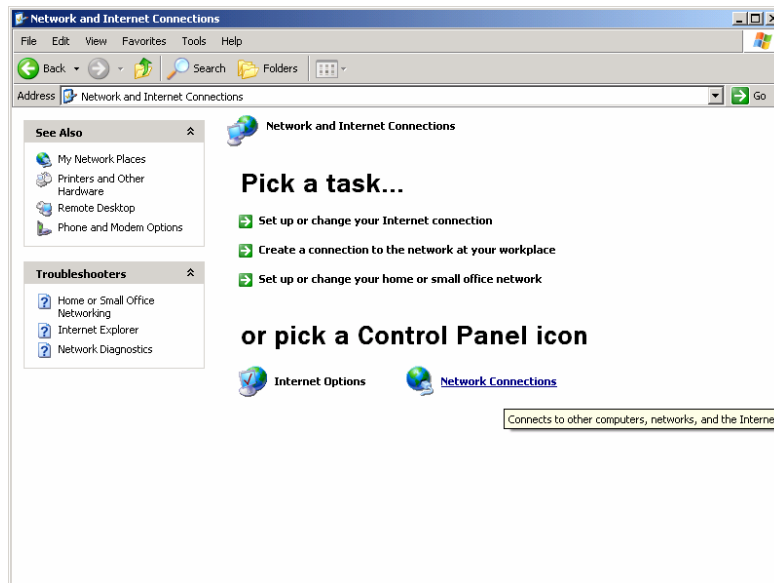 Network and Internet Connections
File Edit View Favorites Tools Help
Back Search Folders
Address Network and Internet Connections Go
See Also
My Network Places
Printers and Other
Hardware
Remote Desktop
Phone and Modem Options
Troubleshooters
Home or Small Office
Networking
Internet Explorer
Network Diagnostics
Network and Internet Connections
Pick a task...
Set up or change your Internet connection
Create a connection to the network at your workplace
Set up or change your home or small office network
or pick a Control Panel icon
Internet Options Network Connections
Connects to other computers, networks, and the Interne